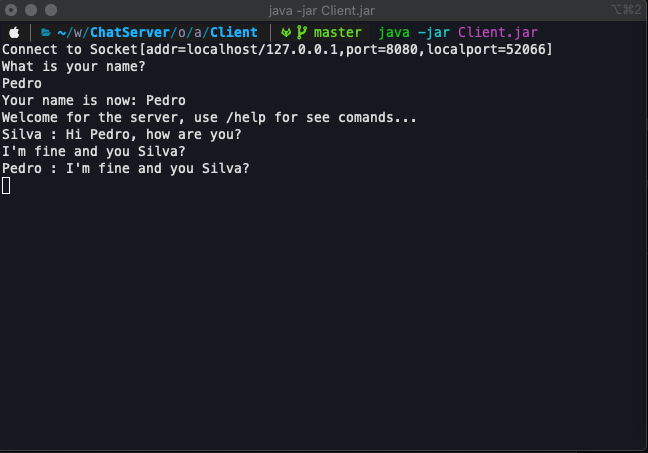 java -jar Client.jar
⌥⌘2
~/w/ChatServer/o/a/Client master java -jar Client.jar
Connect to Socket[addr=localhost/127.0.0.1,port=8080,localport=52066]
What is your name?
Pedro
Your name is now: Pedro
Welcome for the server, use /help for see comands...
Silva : Hi Pedro, how are you?
I'm fine and you Silva?
Pedro : I'm fine and you Silva?